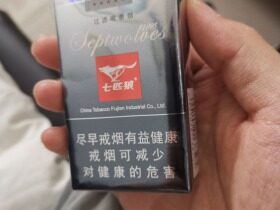 Septwolves
七匹狼
China Tobacco Fujian Industrial Co., Ltd.
尽早戒烟有益健康
戒烟可减少
对健康的危害